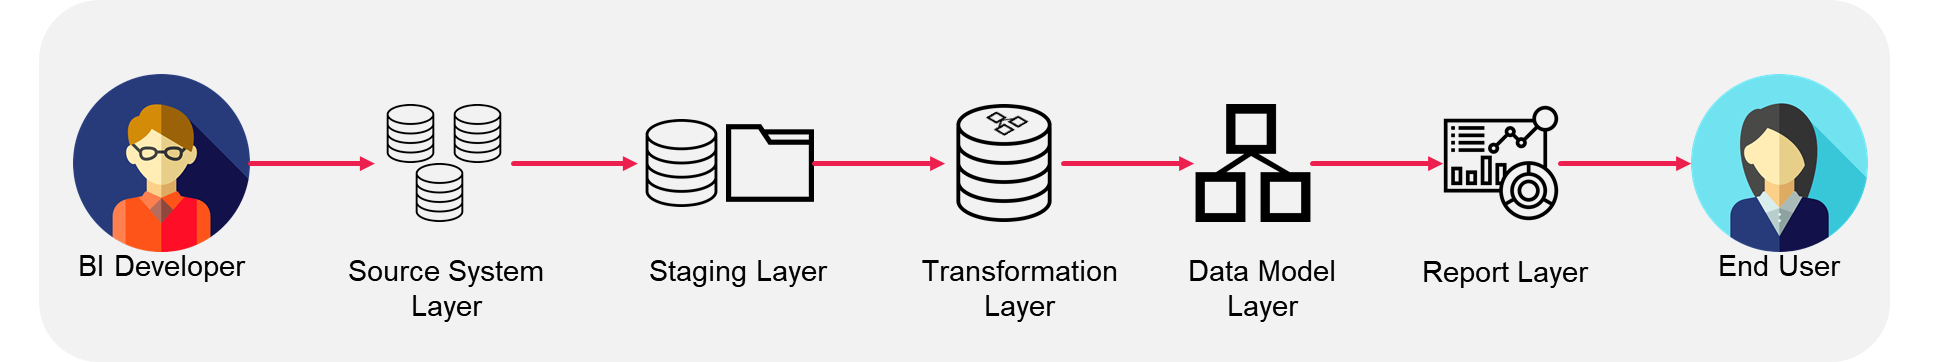 BI Developer
Source System
Layer
Staging Layer
Transformation
Layer
Data Model
Layer
Report Layer
End User